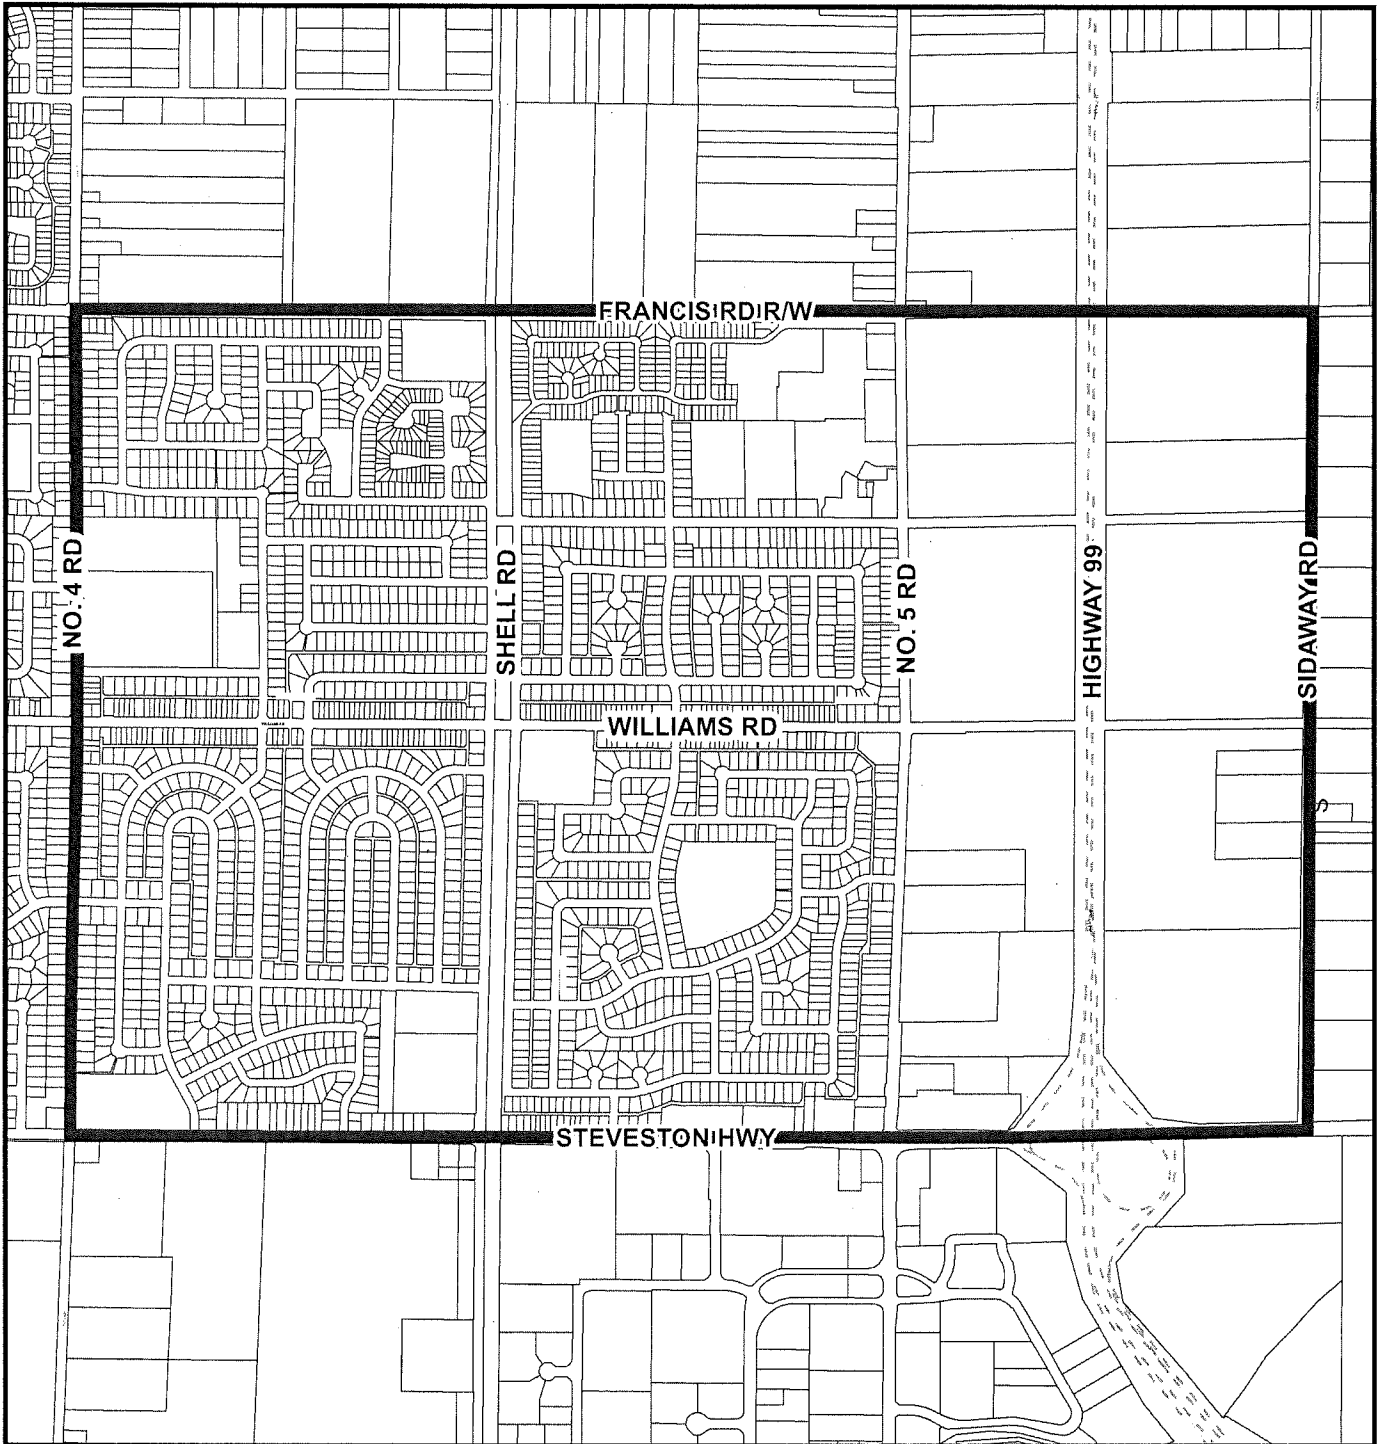 FRANCIS RD R/W
NO. 4 RD
SHELL RD
NO. 5 RD
HIGHWAY 99
SIDAWAY RD
WILLIAMS RD
S
STEVESTON HWY